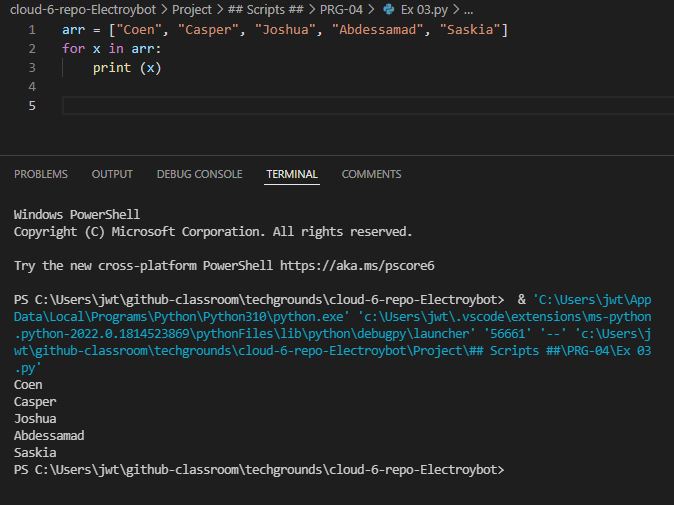 cloud-6-repo-Electroybot > Project > ## Scripts ## > PRG-04 > Ex 03.py > ...
1 arr = ["Coen", "Casper", "Joshua", "Abdessamad", "Saskia"]
2 for x in arr:
3     print (x)
4
5
PROBLEMS OUTPUT DEBUG CONSOLE TERMINAL COMMENTS
Windows PowerShell
Copyright (C) Microsoft Corporation. All rights reserved.
Try the new cross-platform PowerShell https://aka.ms/pscore6
PS C:\Users\jwt\github-classroom\techgrounds\cloud-6-repo-Electroybot>  & 'C:\Users\jwt\App
Data\Local\Programs\Python\Python310\python.exe' 'c:\Users\jwt\.vscode\extensions\ms-python
.python-2022.0.1814523869\pythonFiles\lib\python\debugpy\launcher' '56661' '--' 'c:\Users\j
wt\github-classroom\techgrounds\cloud-6-repo-Electroybot\Project\## Scripts ##\PRG-04\Ex 03
.py'
Coen
Casper
Joshua
Abdessamad
Saskia
PS C:\Users\jwt\github-classroom\techgrounds\cloud-6-repo-Electroybot>